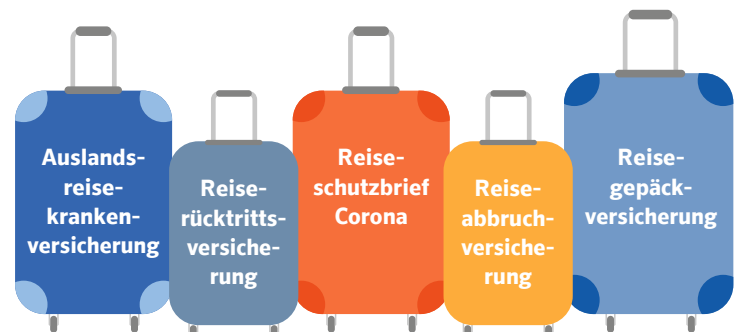 Auslands-
reise-
kranken-
versicherung
Reise-
rücktritts-
versiche-
rung
Reise-
schutzbrief
Corona
Reise-
abbruch-
versiche-
rung
Reise-
gepäck-
versicherung